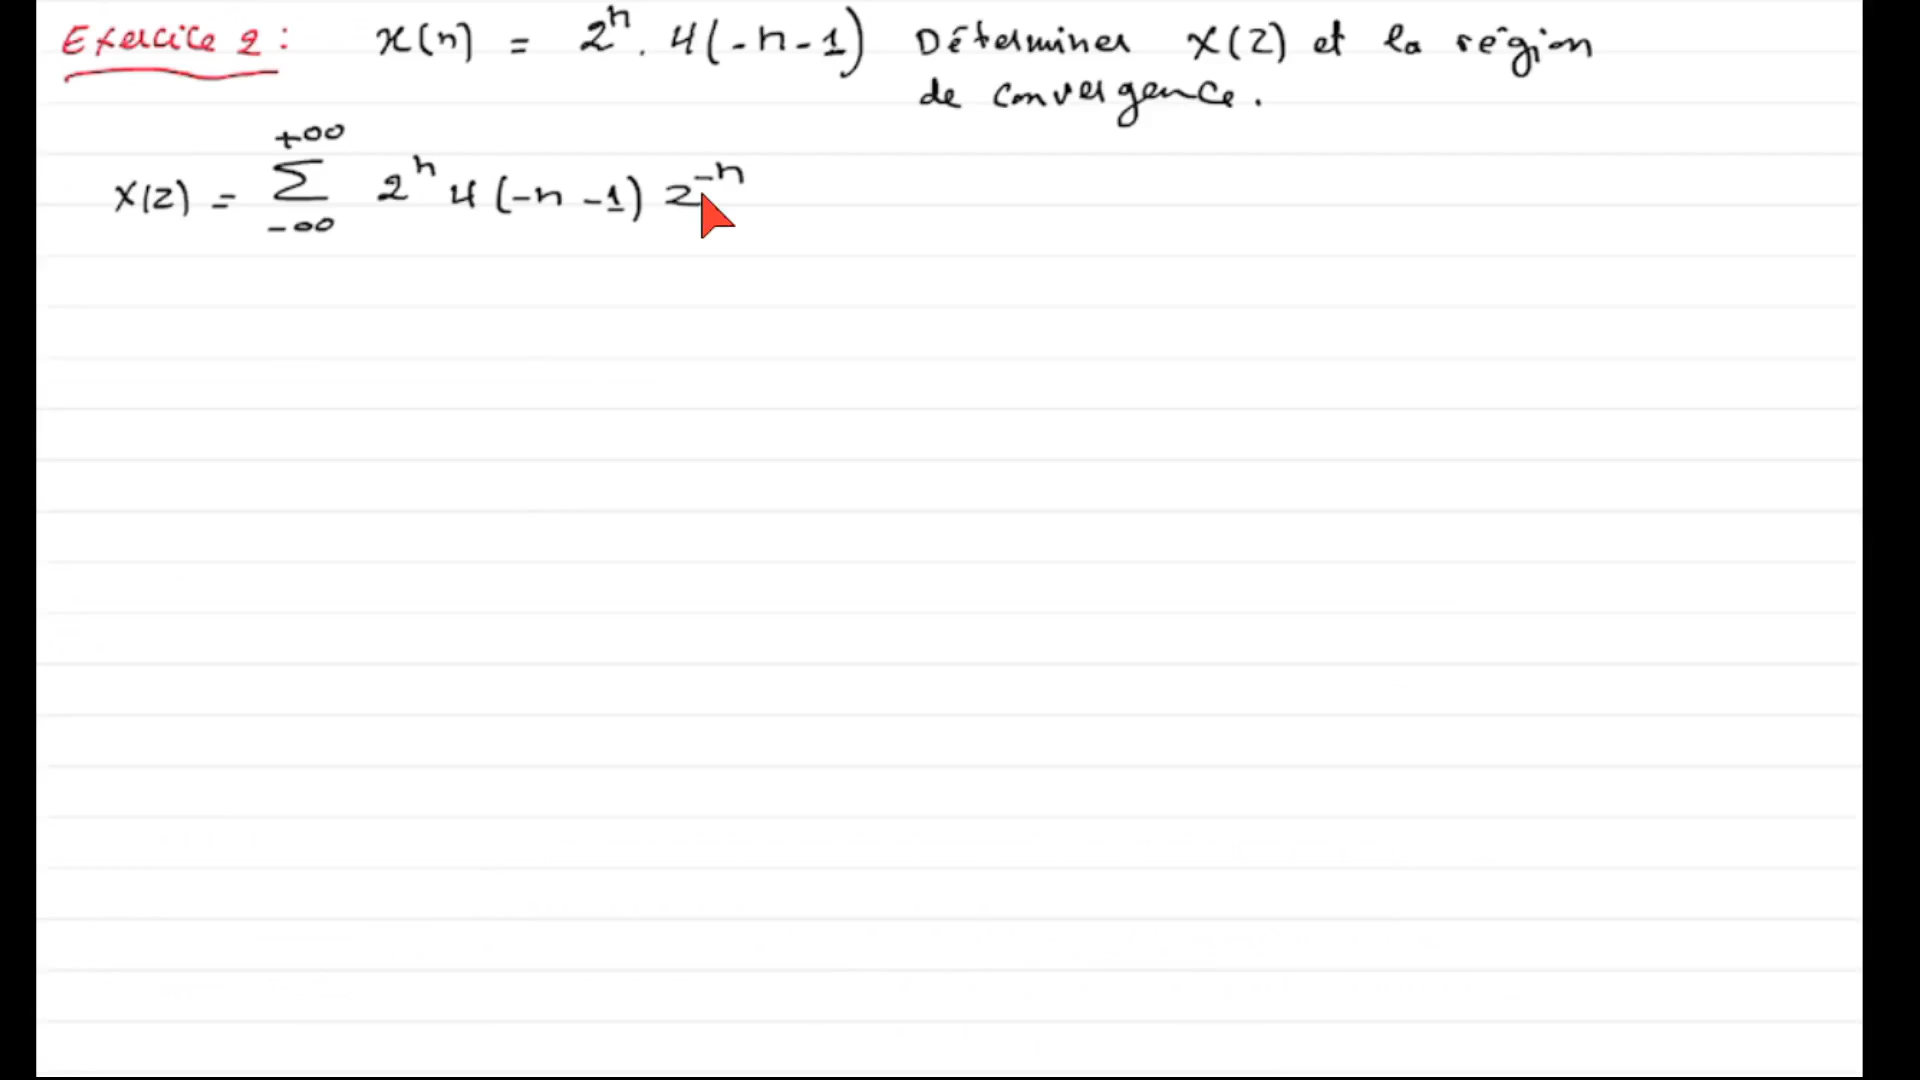 Exercice 2 : x(n) = 2ⁿ . u(-n-1) Déterminer X(z) et la région
de convergence.
X(z) = Σ_{-∞}^{+∞} 2ⁿ u(-n-1) z⁻ⁿ